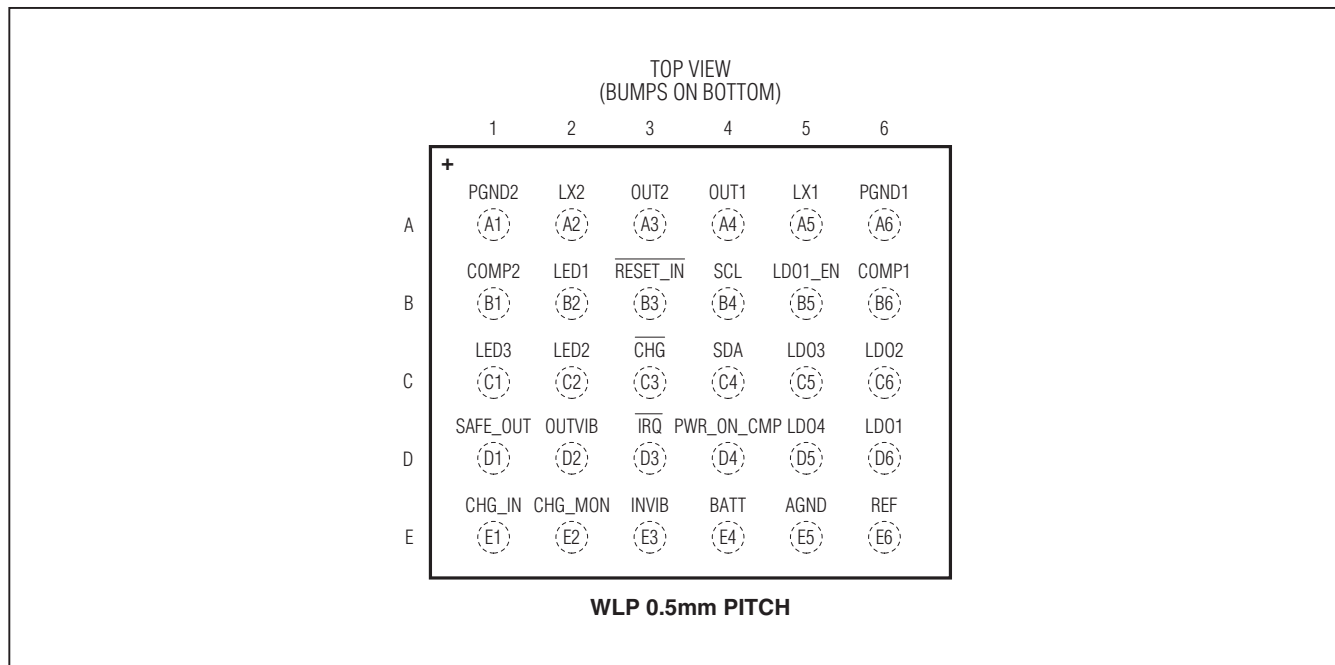 TOP VIEW
(BUMPS ON BOTTOM)
1 2 3 4 5 6
+
PGND2 LX2 OUT2 OUT1 LX1 PGND1
A A1 A2 A3 A4 A5 A6
COMP2 LED1 RESET_IN SCL LDO1_EN COMP1
B B1 B2 B3 B4 B5 B6
LED3 LED2 CHG SDA LDO3 LDO2
C C1 C2 C3 C4 C5 C6
SAFE_OUT OUTVIB IRQ PWR_ON_CMP LDO4 LDO1
D D1 D2 D3 D4 D5 D6
CHG_IN CHG_MON INVIB BATT AGND REF
E E1 E2 E3 E4 E5 E6
WLP 0.5mm PITCH